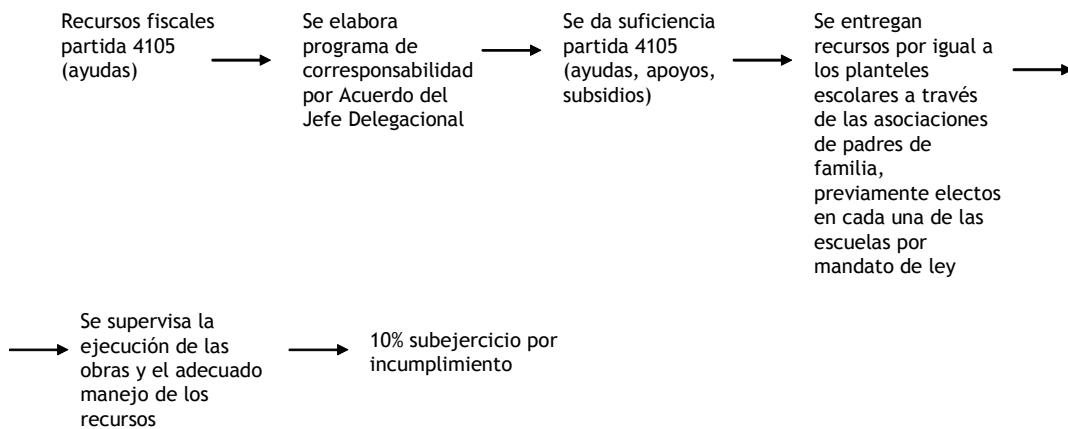 Recursos fiscales
partida 4105
(ayudas)
Se elabora
programa de
corresponsabilidad
por Acuerdo del
Jefe Delegacional
Se da suficiencia
partida 4105
(ayudas, apoyos,
subsidios)
Se entregan
recursos por igual a
los planteles
escolares a través
de las asociaciones
de padres de
familia,
previamente electos
en cada una de las
escuelas por
mandato de ley
Se supervisa la
ejecución de las
obras y el adecuado
manejo de los
recursos
10% subejercicio por
incumplimiento